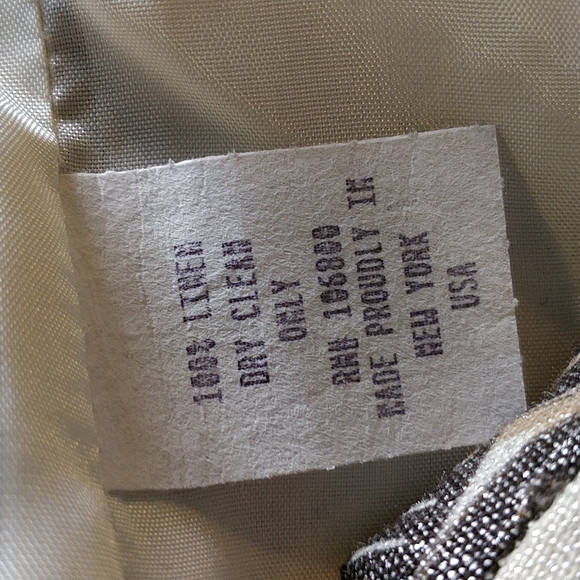 100% LINEN
DRY CLEAN
ONLY
RN# 106800
MADE PROUDLY IN
NEW YORK
USA